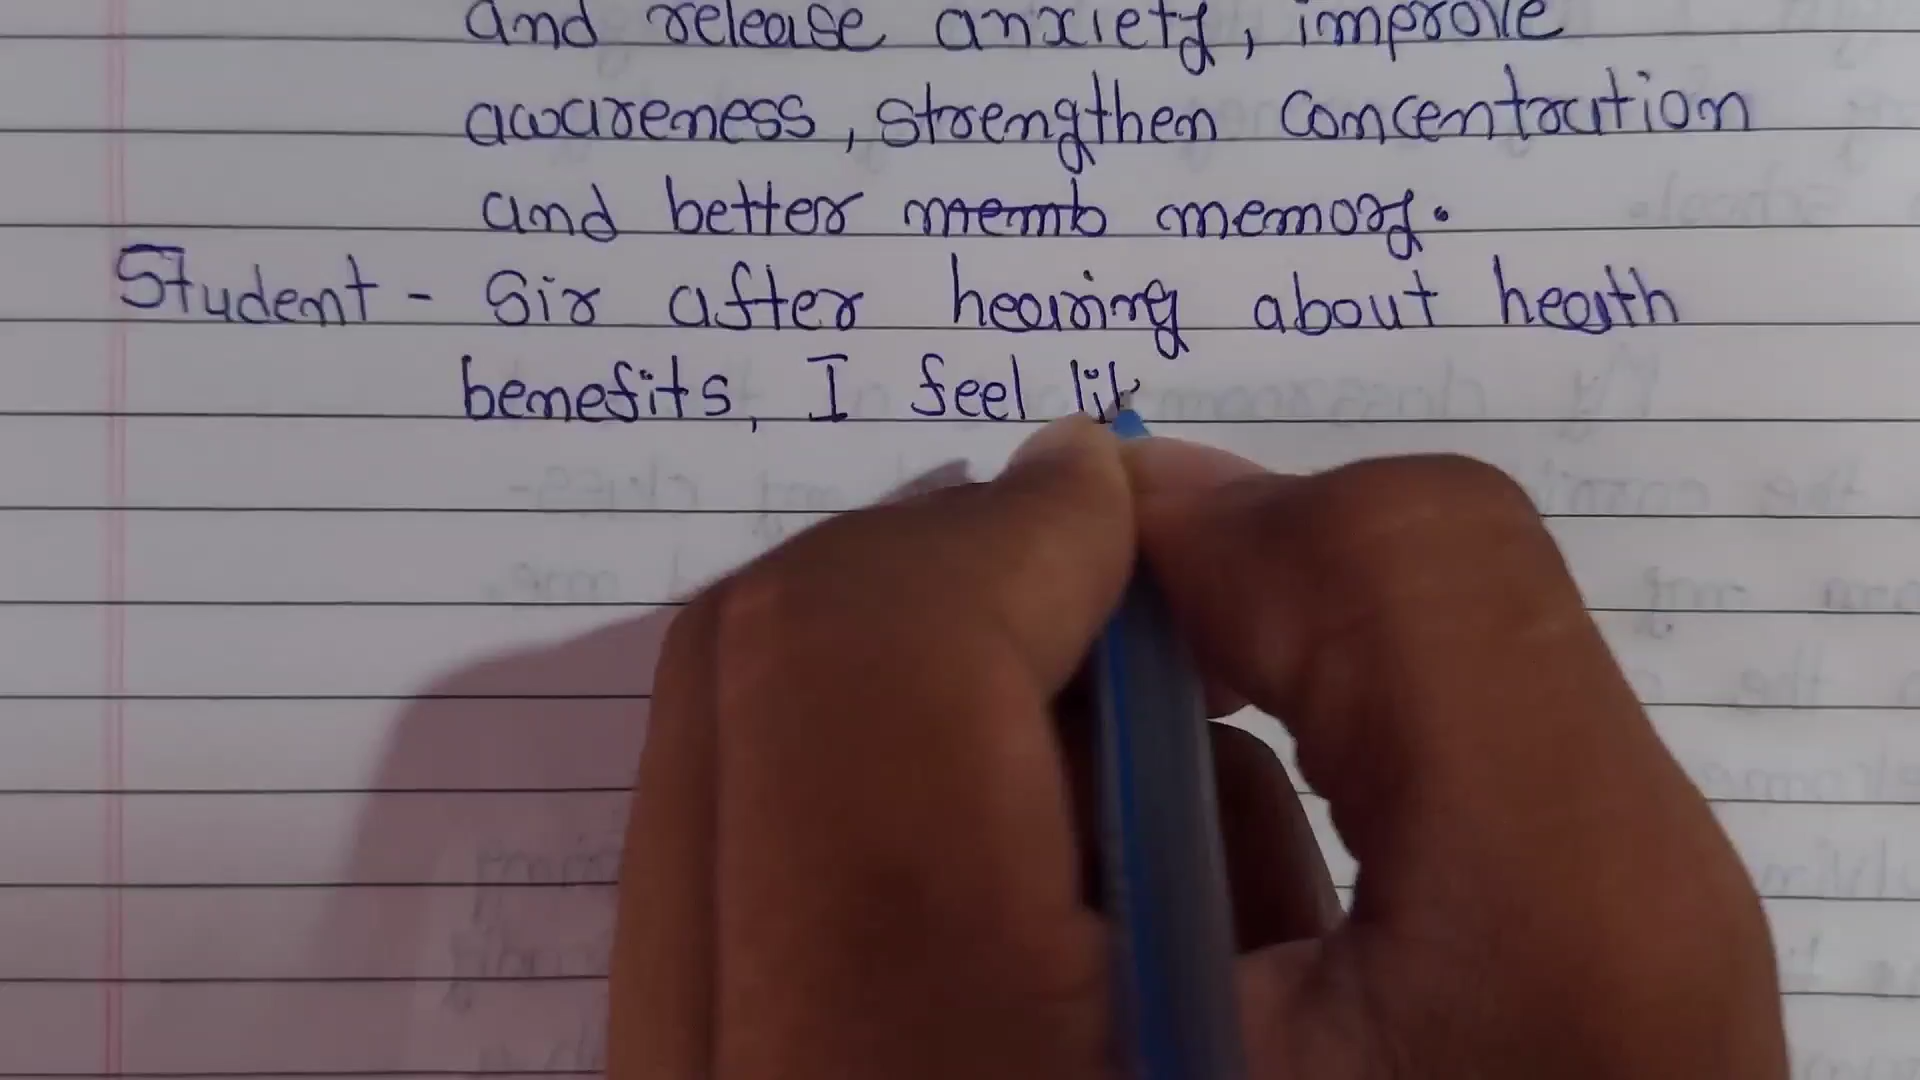 and release anxiety, improve
awareness, strengthen concentration
and better memb memory.
Student - Sir after hearing about heath
benefits, I feel lik